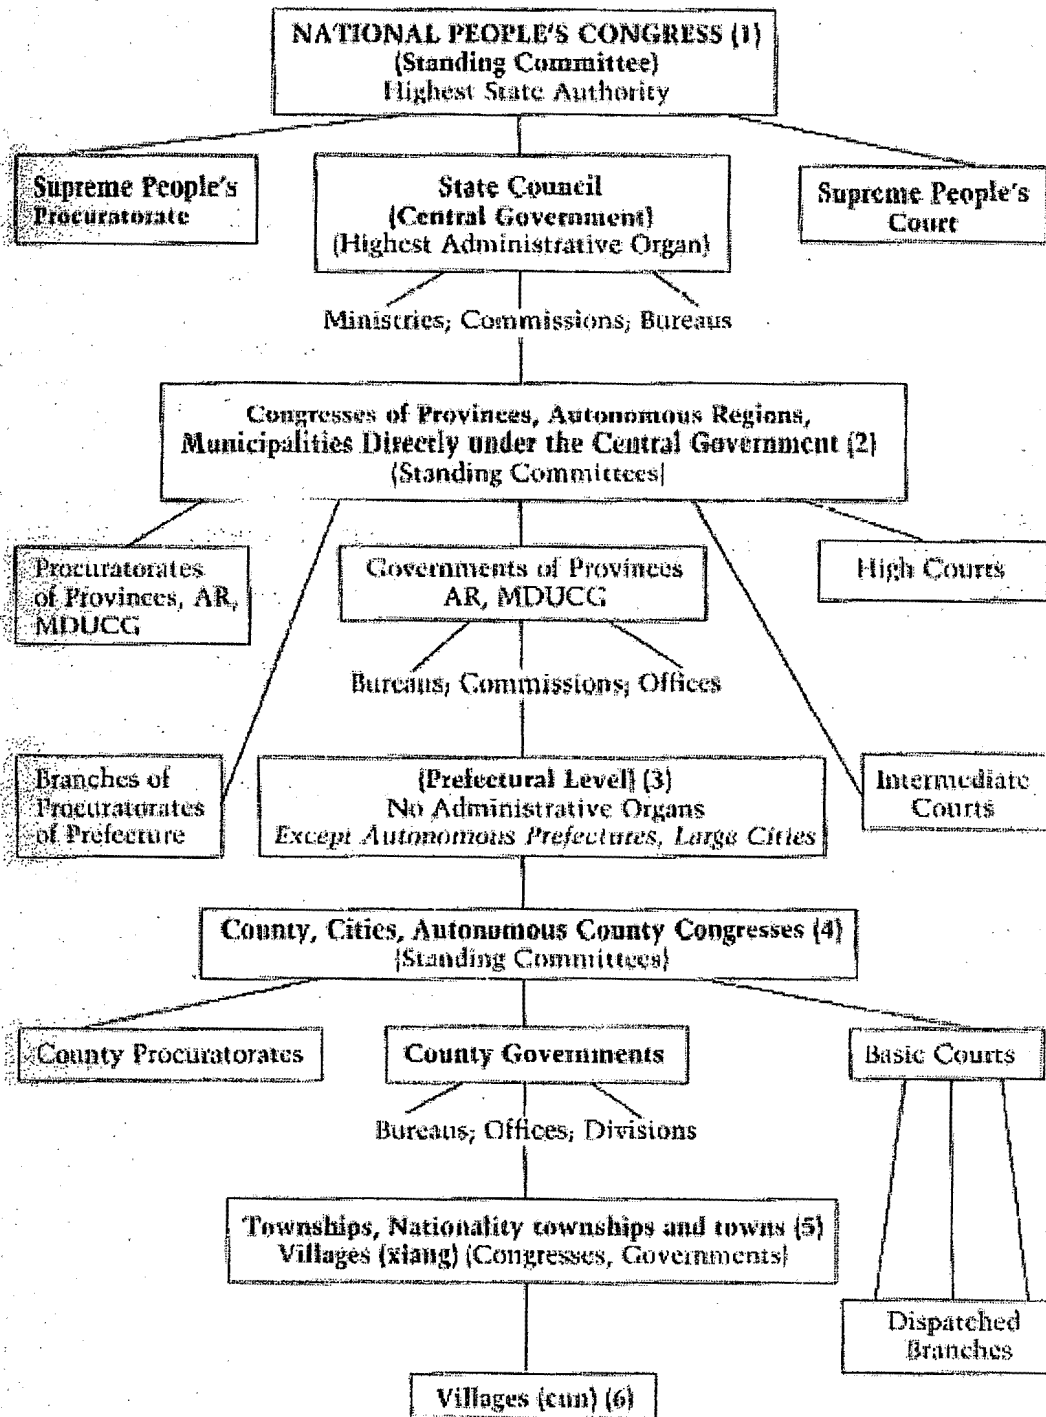 NATIONAL PEOPLE'S CONGRESS (1)
(Standing Committee)
Highest State Authority
Supreme People's
Procuratorate
State Council
(Central Government)
(Highest Administrative Organ)
Supreme People's
Court
Ministries; Commissions; Bureaus
Congresses of Provinces, Autonomous Regions,
Municipalities Directly under the Central Government (2)
(Standing Committees)
Procuratorates
of Provinces, AR,
MDUCG
Governments of Provinces
AR, MDUCG
High Courts
Bureaus; Commissions; Offices
Branches of
Procuratorates
of Prefecture
(Prefectural Level) (3)
No Administrative Organs
Except Autonomous Prefectures, Large Cities
Intermediate
Courts
County, Cities, Autonomous County Congresses (4)
(Standing Committees)
County Procuratorates
County Governments
Basic Courts
Bureaus; Offices; Divisions
Townships, Nationality townships and towns (5)
Villages (xiang) (Congresses, Governments)
Dispatched
Branches
Villages (cun) (6)